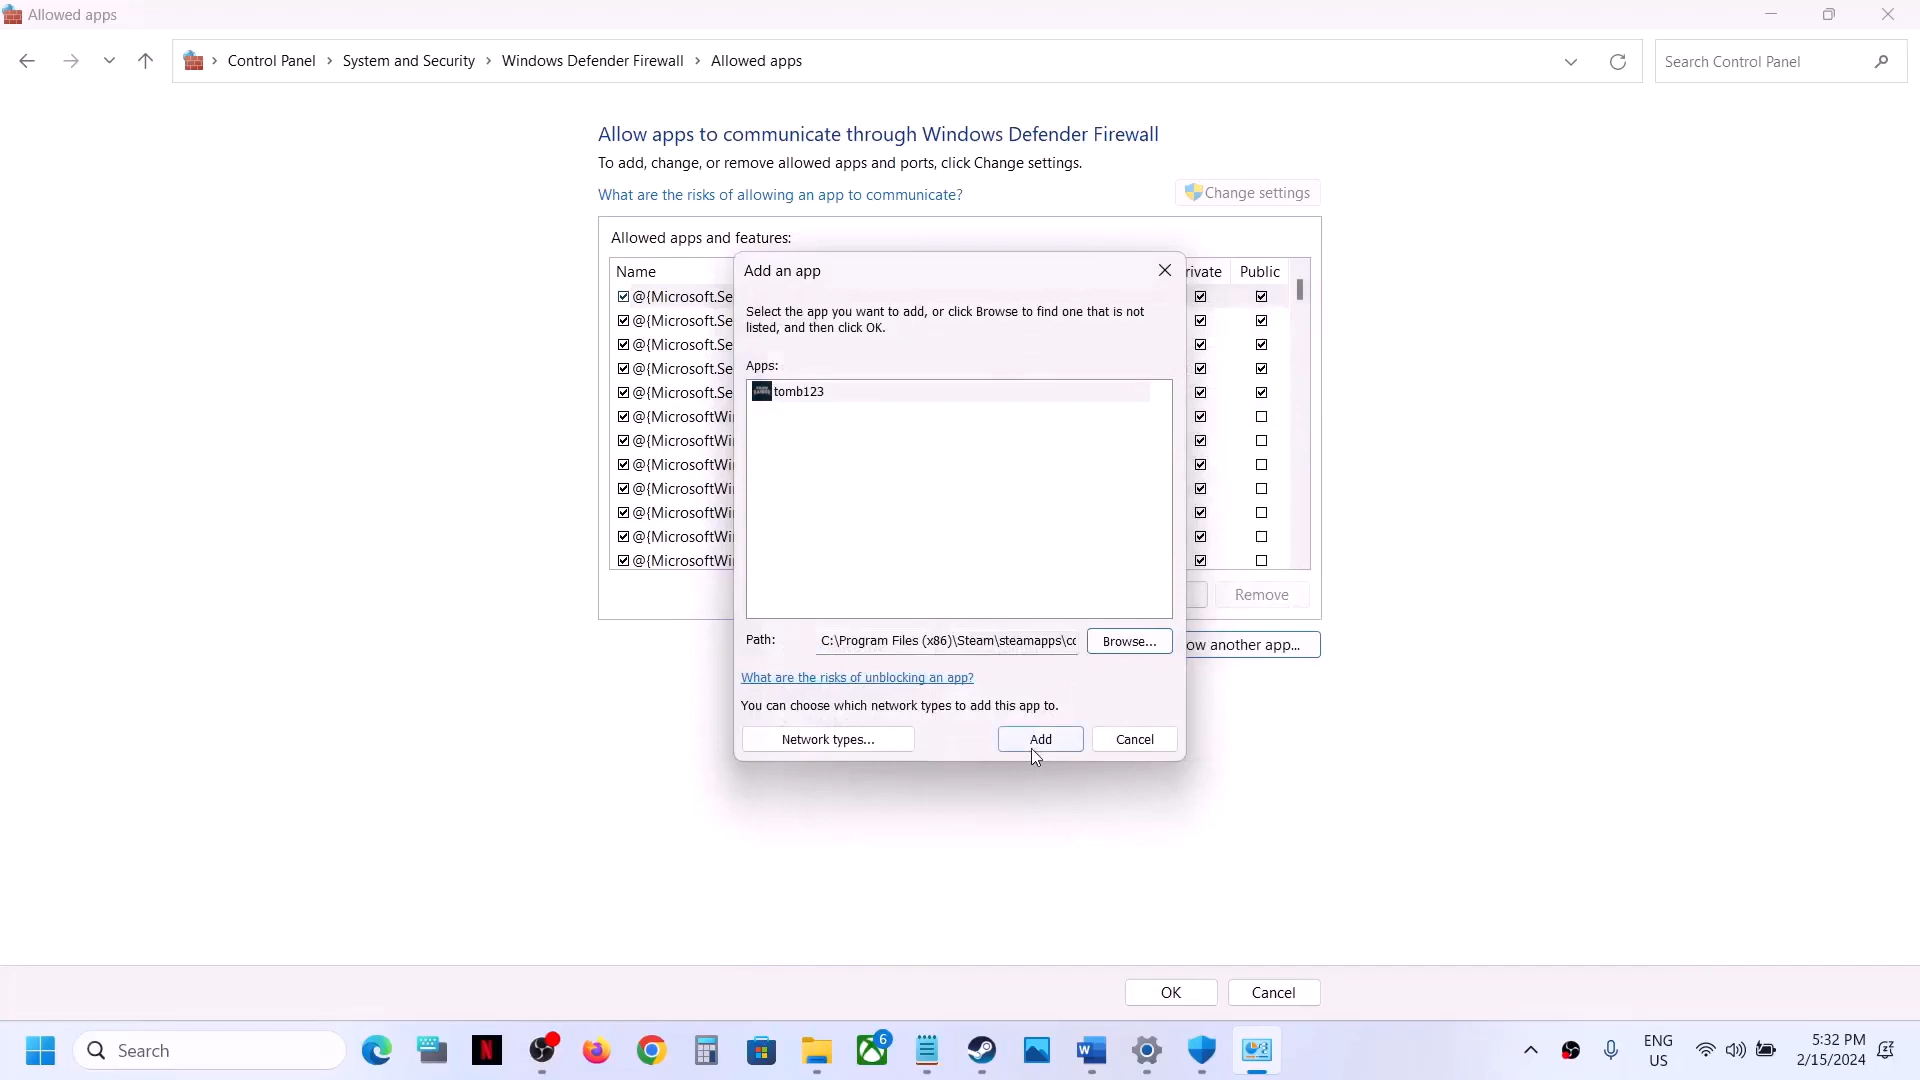 Allowed apps
Control Panel > System and Security > Windows Defender Firewall > Allowed apps
Search Control Panel
Allow apps to communicate through Windows Defender Firewall
To add, change, or remove allowed apps and ports, click Change settings.
What are the risks of allowing an app to communicate?
Change settings
Allowed apps and features:
Name
rivate
Public
@{Microsoft.Se
@{Microsoft.Se
@{Microsoft.Se
@{Microsoft.Se
@{Microsoft.Se
@{MicrosoftWi
@{MicrosoftWi
@{MicrosoftWi
@{MicrosoftWi
@{MicrosoftWi
@{MicrosoftWi
@{MicrosoftWi
Remove
ow another app...
Add an app
Select the app you want to add, or click Browse to find one that is not
listed, and then click OK.
Apps:
tomb123
Path:
C:\Program Files (x86)\Steam\steamapps\cc
Browse...
What are the risks of unblocking an app?
You can choose which network types to add this app to.
Network types...
Add
Cancel
OK
Cancel
Search
6
ENG
US
5:32 PM
2/15/2024